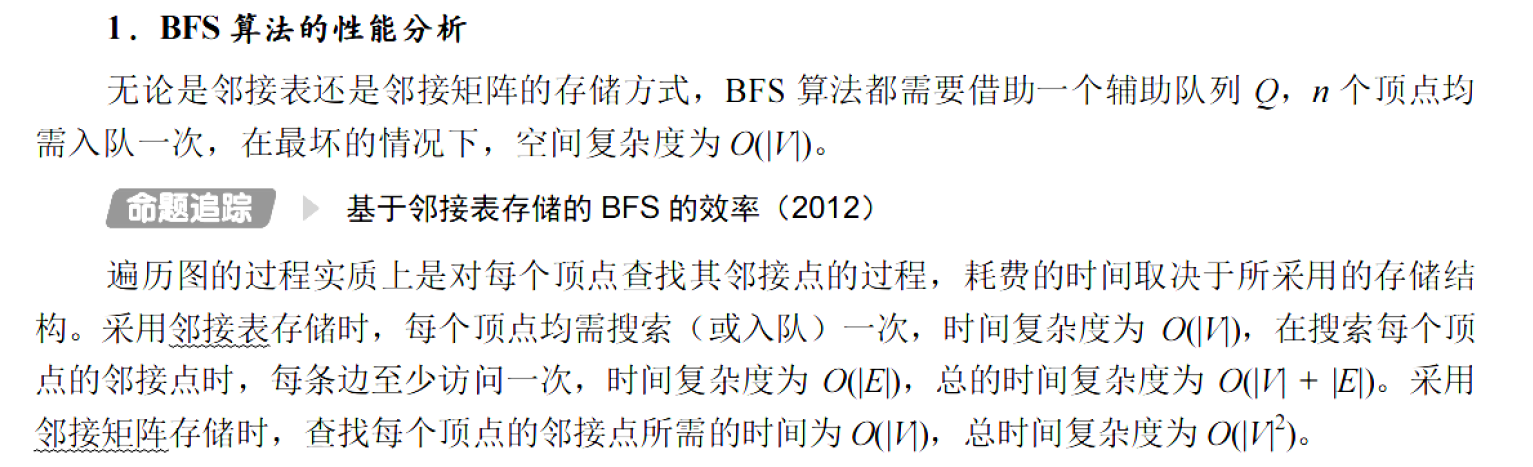 1．BFS 算法的性能分析
无论是邻接表还是邻接矩阵的存储方式，BFS 算法都需要借助一个辅助队列 Q，n 个顶点均
需入队一次，在最坏的情况下，空间复杂度为 O(|V|)。
命题追踪 基于邻接表存储的 BFS 的效率（2012）
遍历图的过程实质上是对每个顶点查找其邻接点的过程，耗费的时间取决于所采用的存储结
构。采用邻接表存储时，每个顶点均需搜索（或入队）一次，时间复杂度为 O(|V|)，在搜索每个顶
点的邻接点时，每条边至少访问一次，时间复杂度为 O(|E|)，总的时间复杂度为 O(|V| + |E|)。采用
邻接矩阵存储时，查找每个顶点的邻接点所需的时间为 O(|V|)，总时间复杂度为 O(|V|²)。